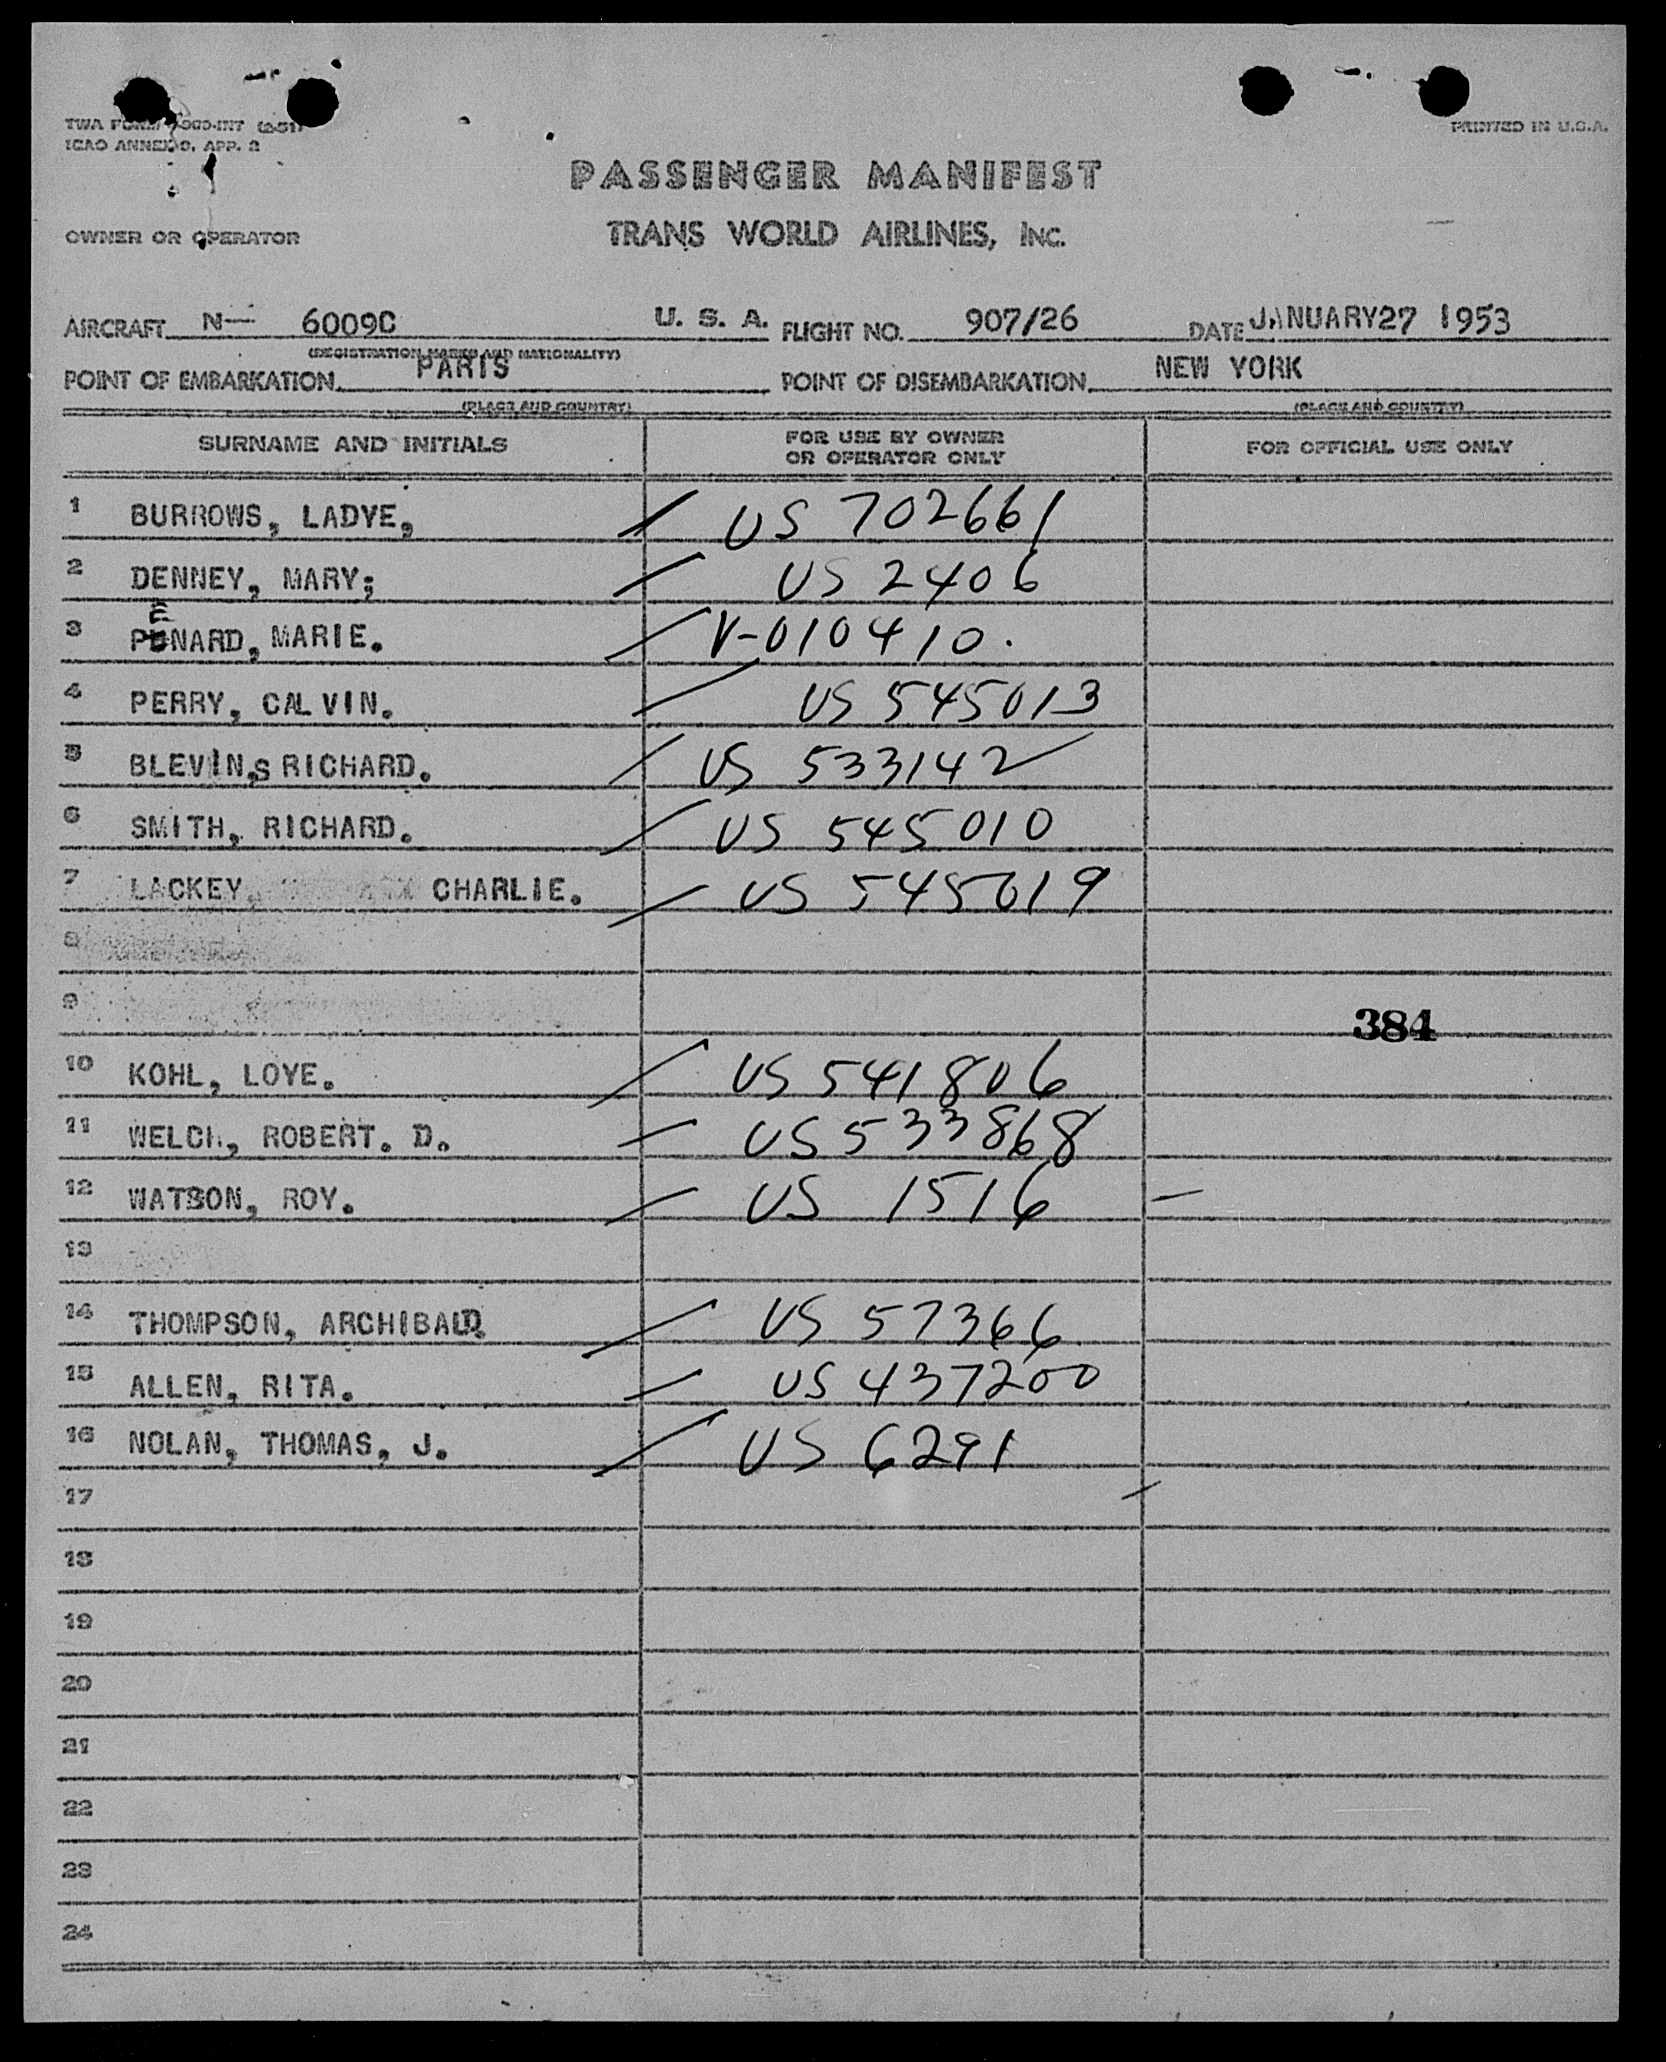 TWA FORM
PRINTED IN U.S.A.
ICAO ANNEX 9, APP. 2
PASSENGER MANIFEST
OWNER OR OPERATOR
TRANS WORLD AIRLINES, INC.
AIRCRAFT N— 6009C U. S. A. FLIGHT NO. 907/26 DATE JANUARY27 1953
(REGISTRATION MARKS AND NATIONALITY)
POINT OF EMBARKATION PARIS POINT OF DISEMBARKATION NEW YORK
(PLACE AND COUNTRY) (PLACE AND COUNTRY)
SURNAME AND INITIALS FOR USE BY OWNER OR OPERATOR ONLY FOR OFFICIAL USE ONLY
1 BURROWS, LADYE, US 702661
2 DENNEY, MARY; US 2406
3 PENARD, MARIE. V-010410.
4 PERRY, CALVIN. US 545013
5 BLEVIN,S RICHARD. US 533142
6 SMITH, RICHARD. US 545010
7 LACKEY, CHARLIE. US 545019
8
9
384
10 KOHL, LOYE. US 541806
11 WELCH, ROBERT. D. US 533868
12 WATSON, ROY. US 1516
13
14 THOMPSON, ARCHIBALD. US 57366
15 ALLEN, RITA. US 437200
16 NOLAN, THOMAS, J. US 6291
17
18
19
20
21
22
23
24